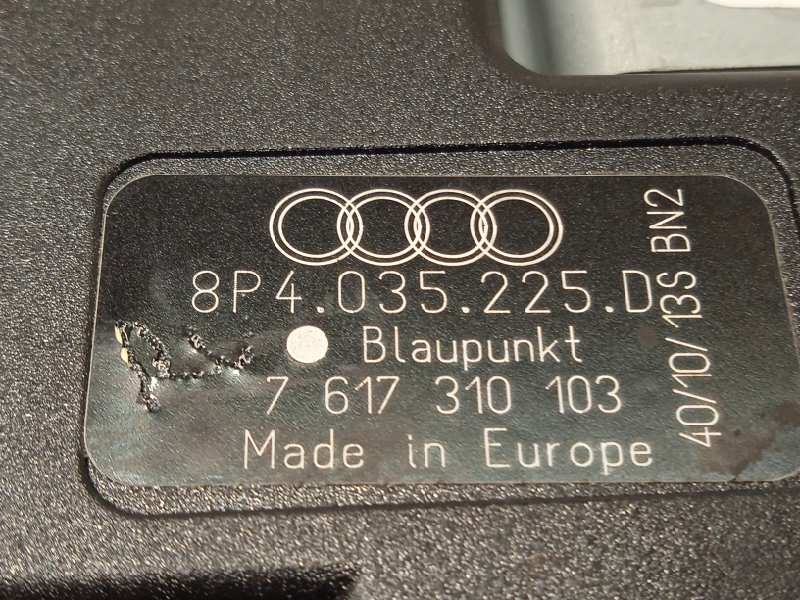 8P4.035.225.D
Blaupunkt
7 617 310 103
Made in Europe
40/10/13S BN2